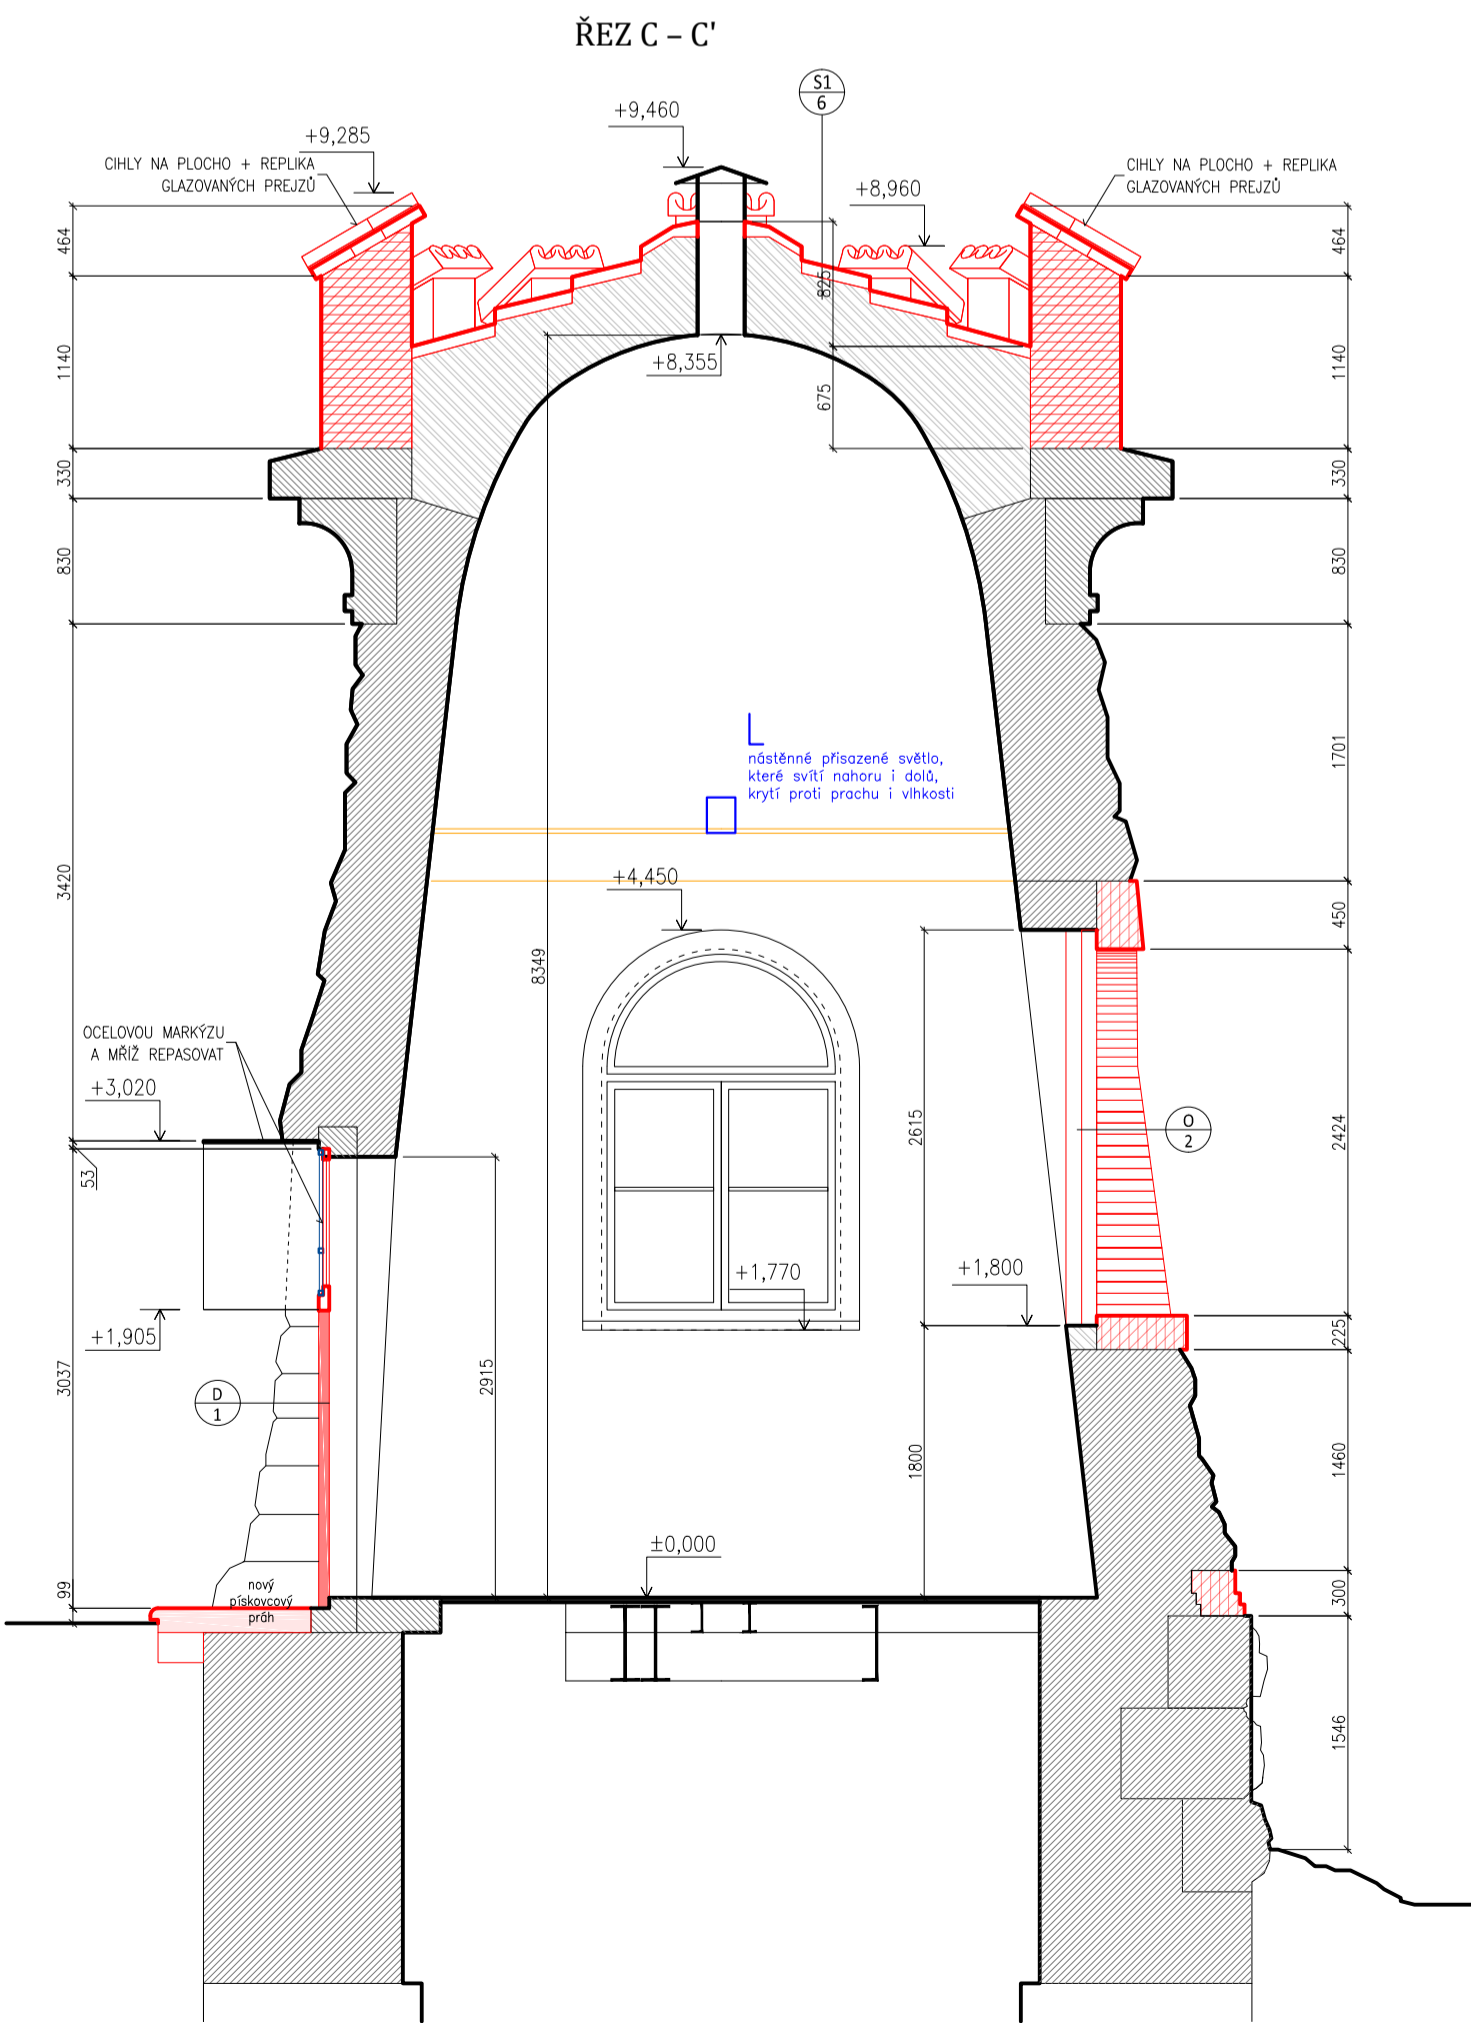 ŘEZ C – C'
S1
6
+9,460
+9,285
CIHLY NA PLOCHO + REPLIKA
GLAZOVANÝCH PREJZŮ
+8,960
CIHLY NA PLOCHO + REPLIKA
GLAZOVANÝCH PREJZŮ
464
1140
330
830
3420
53
3037
99
+8,355
825
675
8349
L
nástěnné přisazené světlo,
které svítí nahoru i dolů,
krytí proti prachu i vlhkosti
+4,450
OCELOVOU MARKÝZU
A MŘÍŽ REPASOVAT
+3,020
+1,905
D
1
2915
+1,770
+1,800
2615
1800
O
2
±0,000
nový
pískovcový
práh
464
1140
330
830
1701
450
2424
225
1460
300
1546